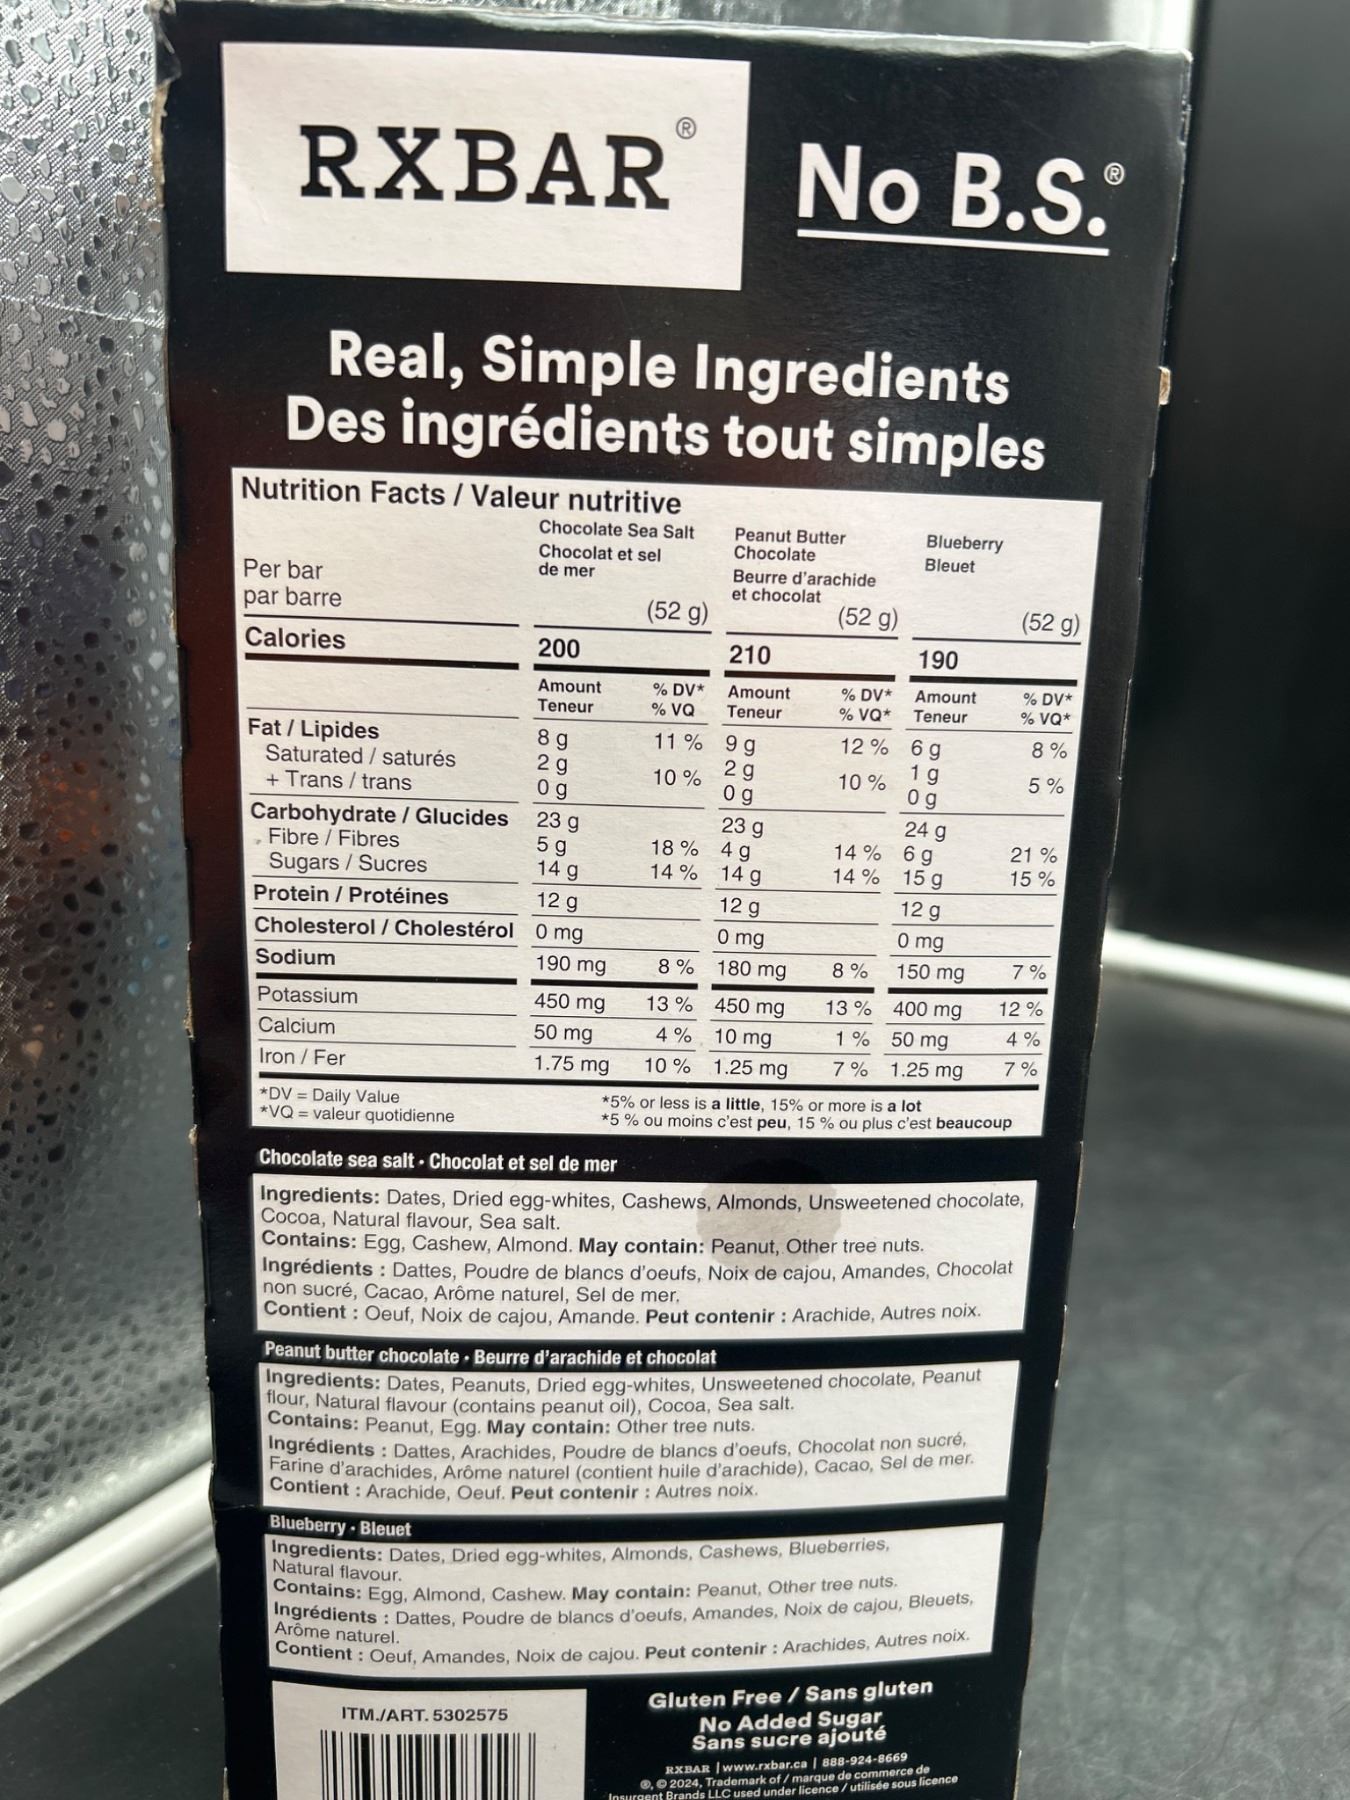 RXBAR®
No B.S.®
Real, Simple Ingredients
Des ingrédients tout simples
Nutrition Facts / Valeur nutritive
Per bar
par barre
Chocolate Sea Salt
Chocolat et sel
de mer
(52 g)
Peanut Butter
Chocolate
Beurre d'arachide
et chocolat
(52 g)
Blueberry
Bleuet
(52 g)
Calories 200 210 190
Amount % DV* Amount % DV* Amount % DV*
Teneur % VQ Teneur % VQ* Teneur % VQ*
Fat / Lipides 8 g 11 % 9 g 12 % 6 g 8 %
Saturated / saturés 2 g 2 g 1 g
+ Trans / trans 0 g 10 % 0 g 10 % 0 g 5 %
Carbohydrate / Glucides 23 g 23 g 24 g
Fibre / Fibres 5 g 18 % 4 g 14 % 6 g 21 %
Sugars / Sucres 14 g 14 % 14 g 14 % 15 g 15 %
Protein / Protéines 12 g 12 g 12 g
Cholesterol / Cholestérol 0 mg 0 mg 0 mg
Sodium 190 mg 8 % 180 mg 8 % 150 mg 7 %
Potassium 450 mg 13 % 450 mg 13 % 400 mg 12 %
Calcium 50 mg 4 % 10 mg 1 % 50 mg 4 %
Iron / Fer 1.75 mg 10 % 1.25 mg 7 % 1.25 mg 7 %
*DV = Daily Value
*VQ = valeur quotidienne
*5% or less is a little, 15% or more is a lot
*5 % ou moins c'est peu, 15 % ou plus c'est beaucoup
Chocolate sea salt • Chocolat et sel de mer
Ingredients: Dates, Dried egg-whites, Cashews, Almonds, Unsweetened chocolate,
Cocoa, Natural flavour, Sea salt.
Contains: Egg, Cashew, Almond. May contain: Peanut, Other tree nuts.
Ingrédients : Dattes, Poudre de blancs d'oeufs, Noix de cajou, Amandes, Chocolat
non sucré, Cacao, Arôme naturel, Sel de mer.
Contient : Oeuf, Noix de cajou, Amande. Peut contenir : Arachide, Autres noix.
Peanut butter chocolate • Beurre d'arachide et chocolat
Ingredients: Dates, Peanuts, Dried egg-whites, Unsweetened chocolate, Peanut
flour, Natural flavour (contains peanut oil), Cocoa, Sea salt.
Contains: Peanut, Egg. May contain: Other tree nuts.
Ingrédients : Dattes, Arachides, Poudre de blancs d'oeufs, Chocolat non sucré,
Farine d'arachides, Arôme naturel (contient huile d'arachide), Cacao, Sel de mer.
Contient : Arachide, Oeuf. Peut contenir : Autres noix.
Blueberry • Bleuet
Ingredients: Dates, Dried egg-whites, Almonds, Cashews, Blueberries,
Natural flavour.
Contains: Egg, Almond, Cashew. May contain: Peanut, Other tree nuts.
Ingrédients : Dattes, Poudre de blancs d'oeufs, Amandes, Noix de cajou, Bleuets,
Arôme naturel.
Contient : Oeuf, Amandes, Noix de cajou. Peut contenir : Arachides, Autres noix.
ITM./ART. 5302575
Gluten Free / Sans gluten
No Added Sugar
Sans sucre ajouté
RXBAR | www.rxbar.ca | 888-924-8669
®, © 2024, Trademark of / marque de commerce de
Insurgent Brands LLC used under licence / utilisée sous licence